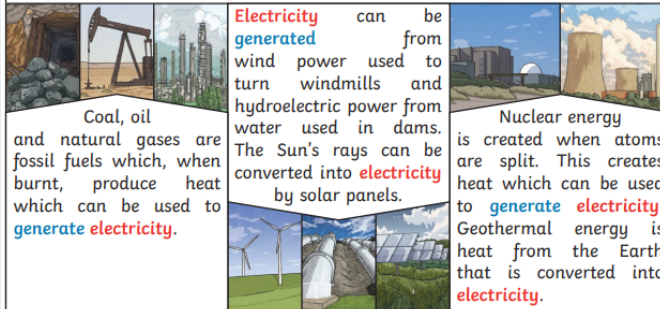 Coal, oil
and natural gases are
fossil fuels which, when
burnt, produce heat
which can be used to
generate electricity.
Electricity can be
generated from
wind power used to
turn windmills and
hydroelectric power from
water used in dams.
The Sun's rays can be
converted into electricity
by solar panels.
Nuclear energy
is created when atoms
are split. This creates
heat which can be used
to generate electricity
Geothermal energy is
heat from the Earth
that is converted into
electricity.